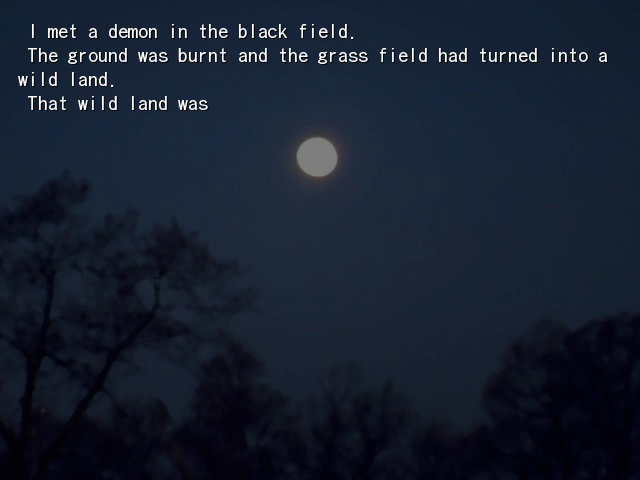 I met a demon in the black field.
The ground was burnt and the grass field had turned into a
wild land.
That wild land was